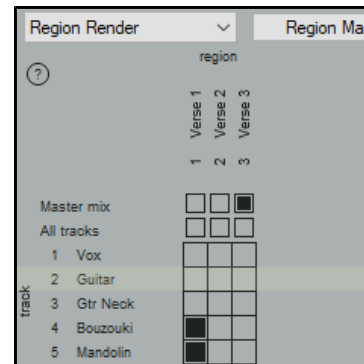 Region Render
Region Ma
region
?
Verse 1
Verse 2
Verse 3
1
2
3
Master mix
All tracks
track
1 Vox
2 Guitar
3 Gtr Neck
4 Bouzouki
5 Mandolin